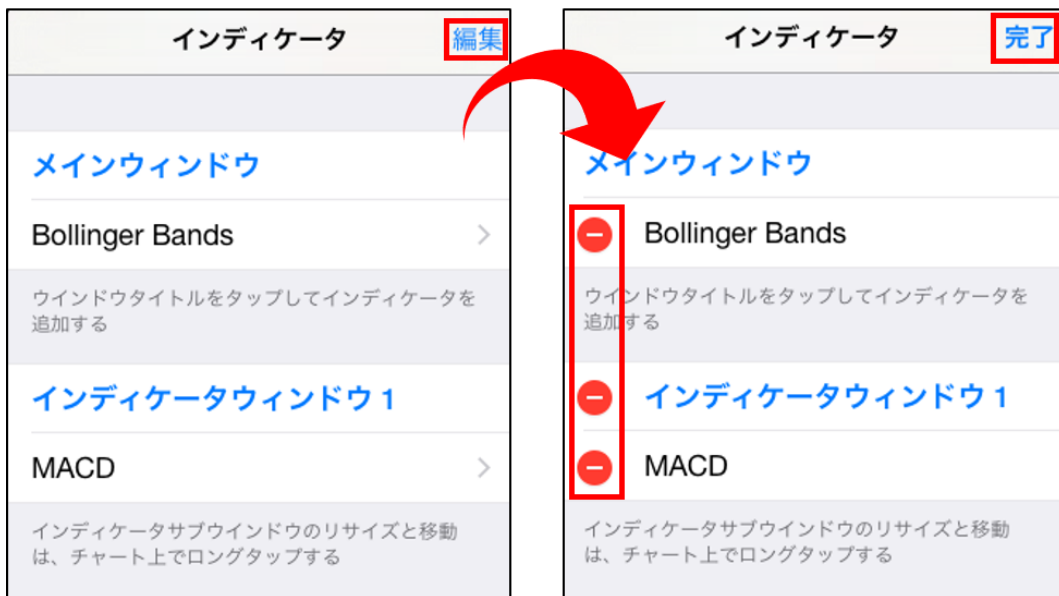 インディケータ
編集
メインウィンドウ
Bollinger Bands
ウインドウタイトルをタップしてインディケータを
追加する
インディケータウィンドウ 1
MACD
インディケータサブウインドウのリサイズと移動
は、チャート上でロングタップする
インディケータ
完了
メインウィンドウ
Bollinger Bands
ウインドウタイトルをタップしてインディケータを
追加する
インディケータウィンドウ 1
MACD
インディケータサブウインドウのリサイズと移動
は、チャート上でロングタップする